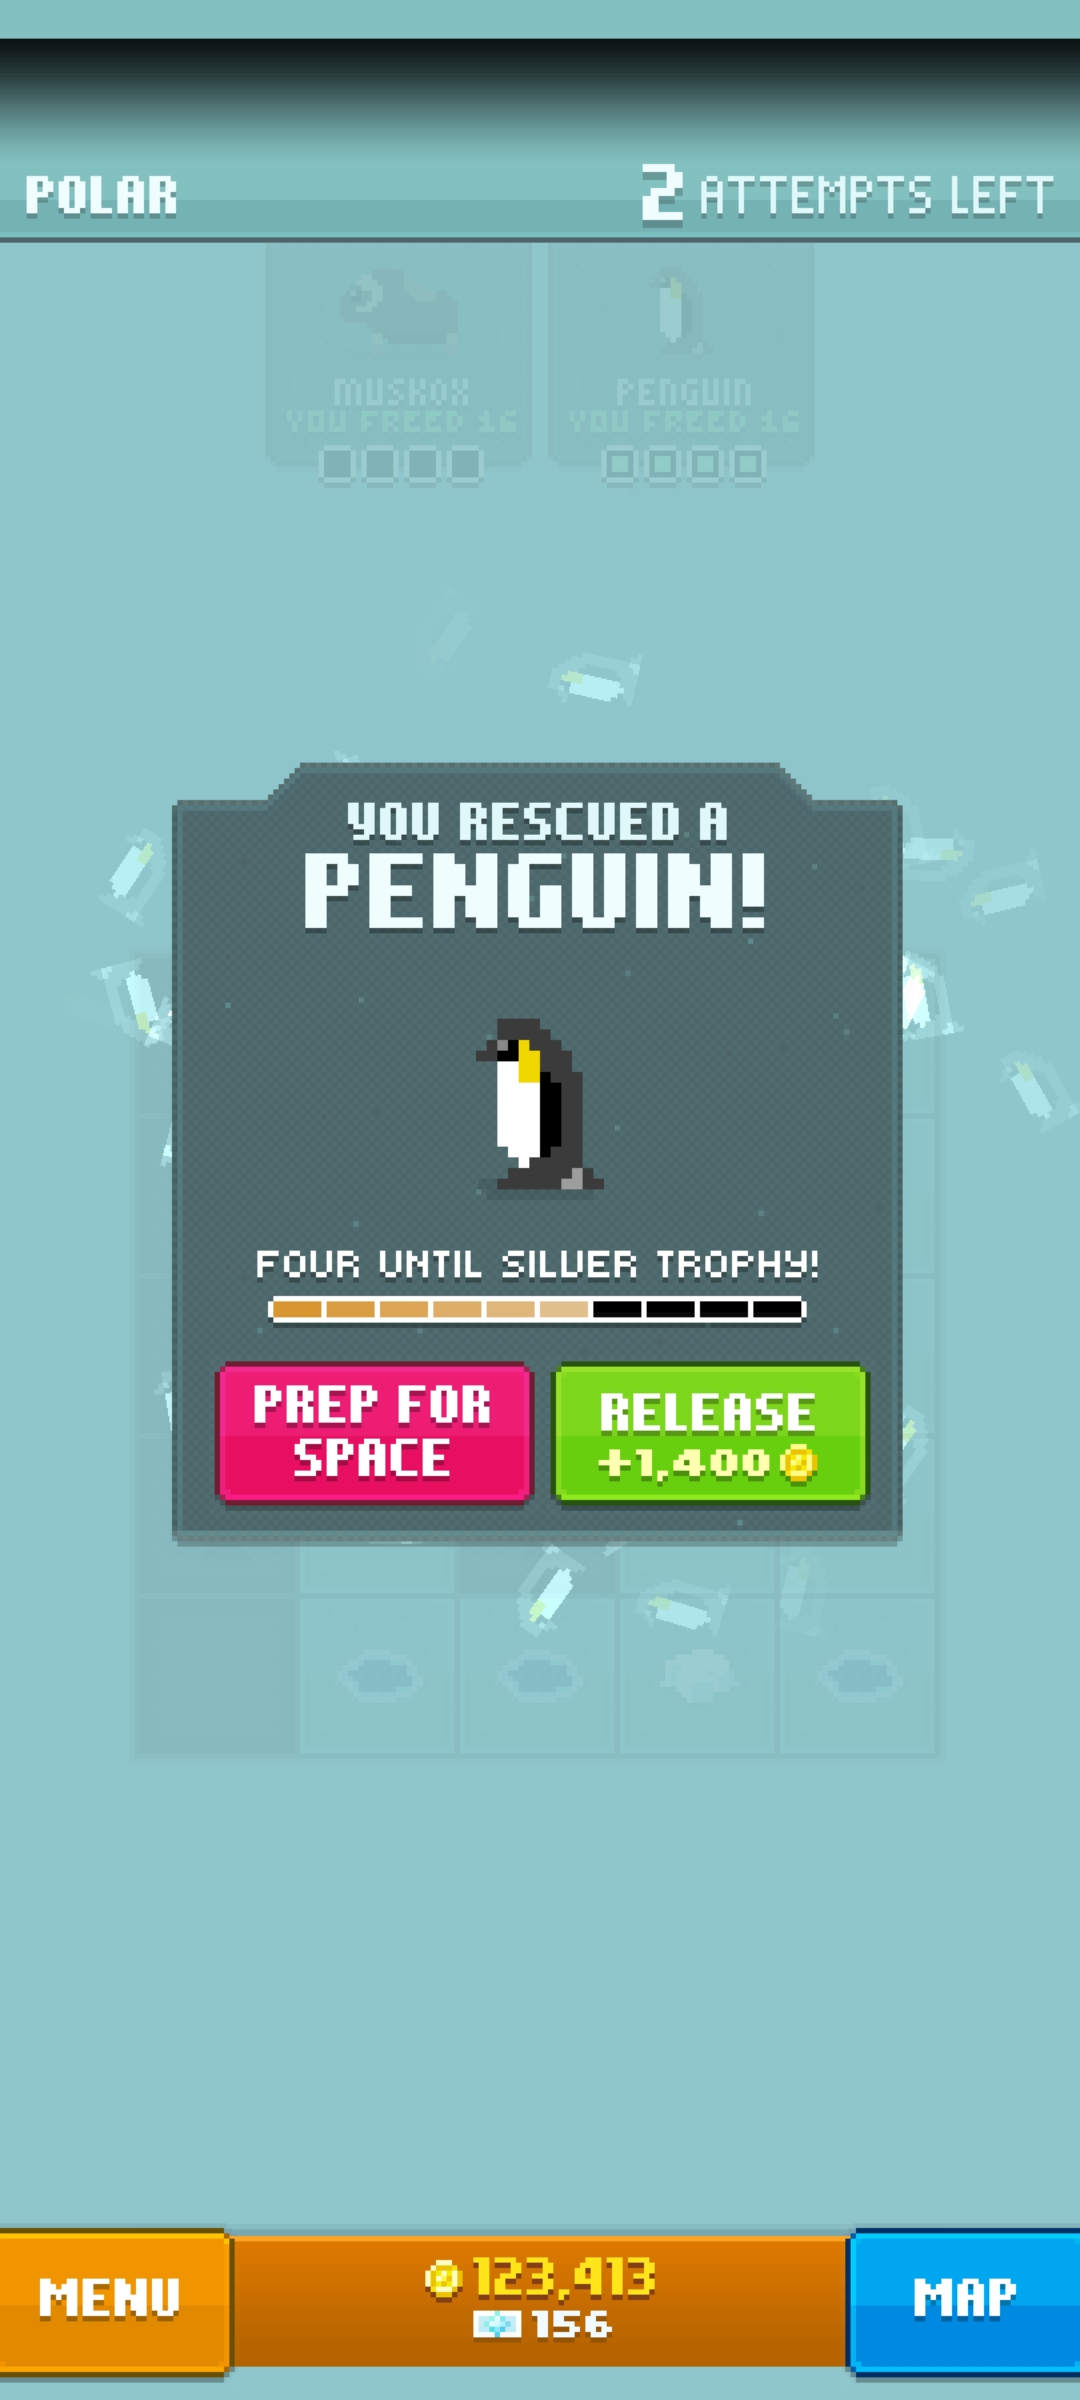 POLAR
2 ATTEMPTS LEFT
MUSKOX
YOU FREED 16
PENGUIN
YOU FREED 16
YOU RESCUED A
PENGUIN!
FOUR UNTIL SILVER TROPHY!
PREP FOR
SPACE
RELEASE
+1,400
MENU
123,413
156
MAP